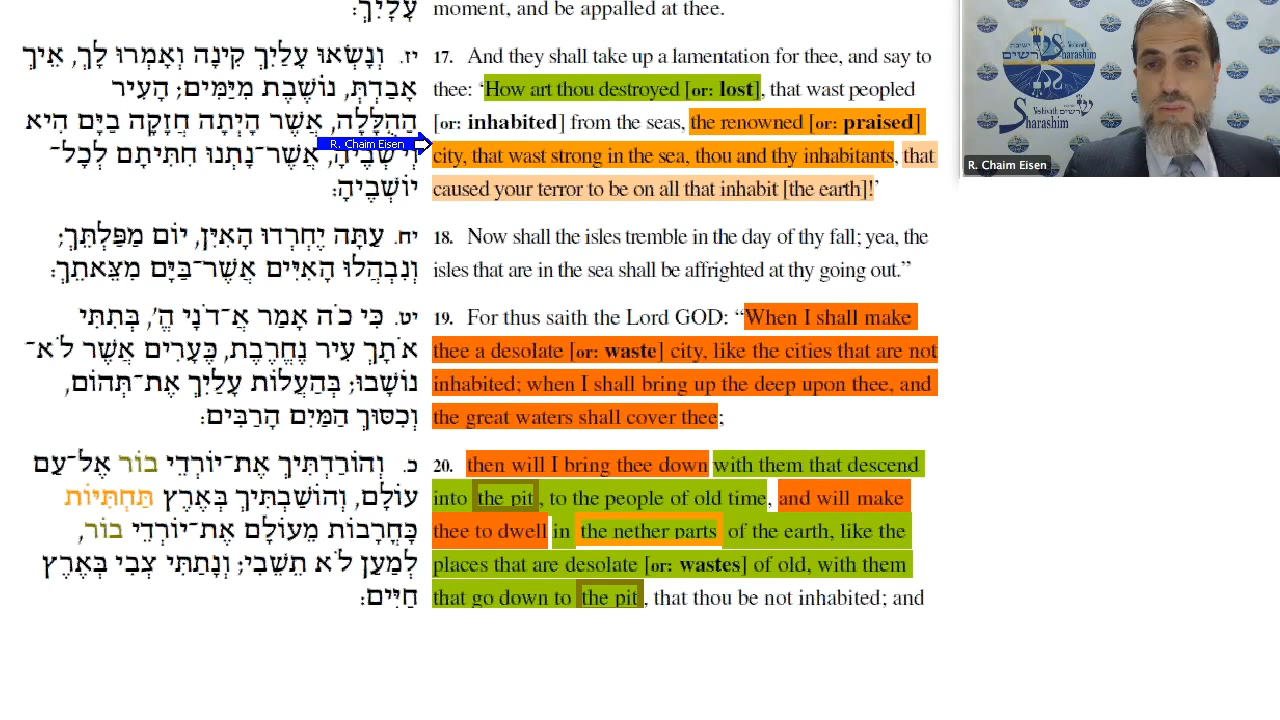 עָלָיִךְ:
moment, and be appalled at thee.
יז. וְנָשְׂאוּ עָלַיִךְ קִינָה וְאָמְרוּ לָךְ, אֵיךְ
אָבַדְתְּ, נוֹשֶׁבֶת מִיַּמִּים; הָעִיר
הַהֻלָּלָה, אֲשֶׁר הָיְתָה חֲזָקָה בַיָּם הִיא
אֲשֶׁר־נָתְנוּ חִתִּיתָם לְכָל־
יוֹשְׁבֶיהָ:
17. And they shall take up a lamentation for thee, and say to
thee: ‘How art thou destroyed [or: lost], that wast peopled
[or: inhabited] from the seas, the renowned [or: praised]
city, that wast strong in the sea, thou and thy inhabitants, that
caused your terror to be on all that inhabit [the earth]!’
R. Chaim Eisen
יח. עַתָּה יֶחְרְדוּ הָאִיִּן, יוֹם מַפַּלְתֵּךְ;
וְנִבְהֲלוּ הָאִיִּים אֲשֶׁר־בַּיָּם מִצֵּאתֵךְ:
18. Now shall the isles tremble in the day of thy fall; yea, the
isles that are in the sea shall be affrighted at thy going out.”
יט. כִּי כֹה אָמַר אֲ־דֹנָי הֱ׳, בְּתִתִּי
אֹתָךְ עִיר נֶחֱרֶבֶת, כֶּעָרִים אֲשֶׁר לֹא־
נוֹשָׁבוּ; בְּהַעֲלוֹת עָלַיִךְ אֶת־תְּהוֹם,
וְכִסּוּךְ הַמַּיִם הָרַבִּים:
19. For thus saith the Lord GOD: “When I shall make
thee a desolate [or: waste] city, like the cities that are not
inhabited; when I shall bring up the deep upon thee, and
the great waters shall cover thee;
כ. וְהוֹרַדְתִּיךְ אֶת־יוֹרְדֵי בוֹר אֶל־עַם
עוֹלָם, וְהוֹשַׁבְתִּיךְ בְּאֶרֶץ תַּחְתִּיּוֹת
כָּחֳרָבוֹת מֵעוֹלָם אֶת־יוֹרְדֵי בוֹר,
לְמַעַן לֹא תֵשֵׁבִי; וְנָתַתִּי צְבִי בְּאֶרֶץ
חַיִּים:
20. then will I bring thee down with them that descend
into the pit, to the people of old time, and will make
thee to dwell in the nether parts of the earth, like the
places that are desolate [or: wastes] of old, with them
that go down to the pit, that thou be not inhabited; and
Yeshivath
Sharashim
R. Chaim Eisen